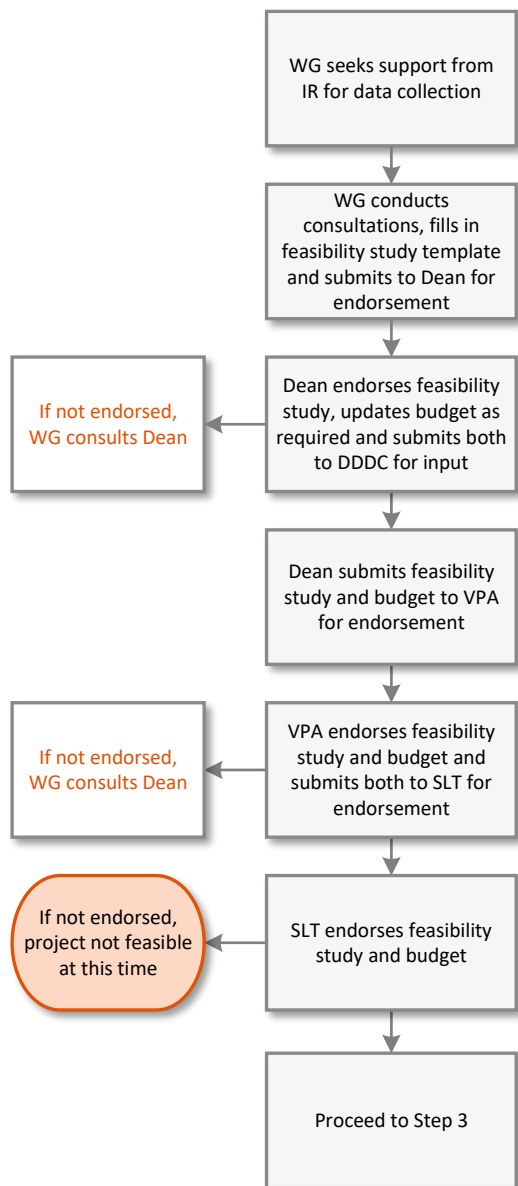 WG seeks support from
IR for data collection
WG conducts
consultations, fills in
feasibility study template
and submits to Dean for
endorsement
If not endorsed,
WG consults Dean
Dean endorses feasibility
study, updates budget as
required and submits both
to DDDC for input
Dean submits feasibility
study and budget to VPA
for endorsement
If not endorsed,
WG consults Dean
VPA endorses feasibility
study and budget and
submits both to SLT for
endorsement
If not endorsed,
project not feasible
at this time
SLT endorses feasibility
study and budget
Proceed to Step 3